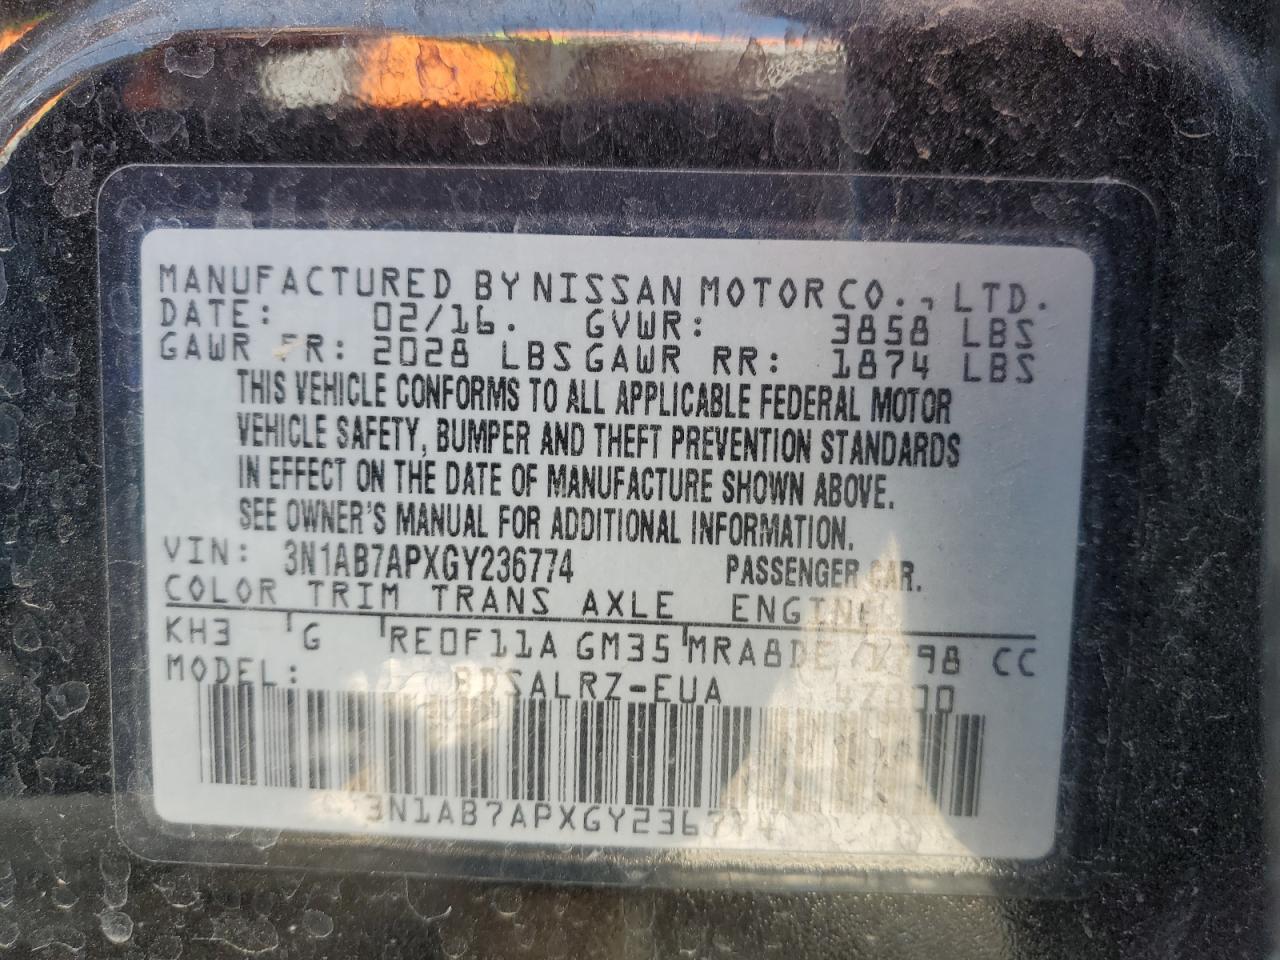 MANUFACTURED BY NISSAN MOTOR CO., LTD.
DATE: 02/16. GVWR: 3858 LBS
GAWR FR: 2028 LBS GAWR RR: 1874 LBS
THIS VEHICLE CONFORMS TO ALL APPLICABLE FEDERAL MOTOR
VEHICLE SAFETY, BUMPER AND THEFT PREVENTION STANDARDS
IN EFFECT ON THE DATE OF MANUFACTURE SHOWN ABOVE.
SEE OWNER'S MANUAL FOR ADDITIONAL INFORMATION.
VIN: 3N1AB7APXGY236774 PASSENGER CAR.
COLOR TRIM TRANS AXLE ENGINE
KH3 G RE0F11A GM35 MRA8DE CC
MODEL:
3N1AB7APXGY236774